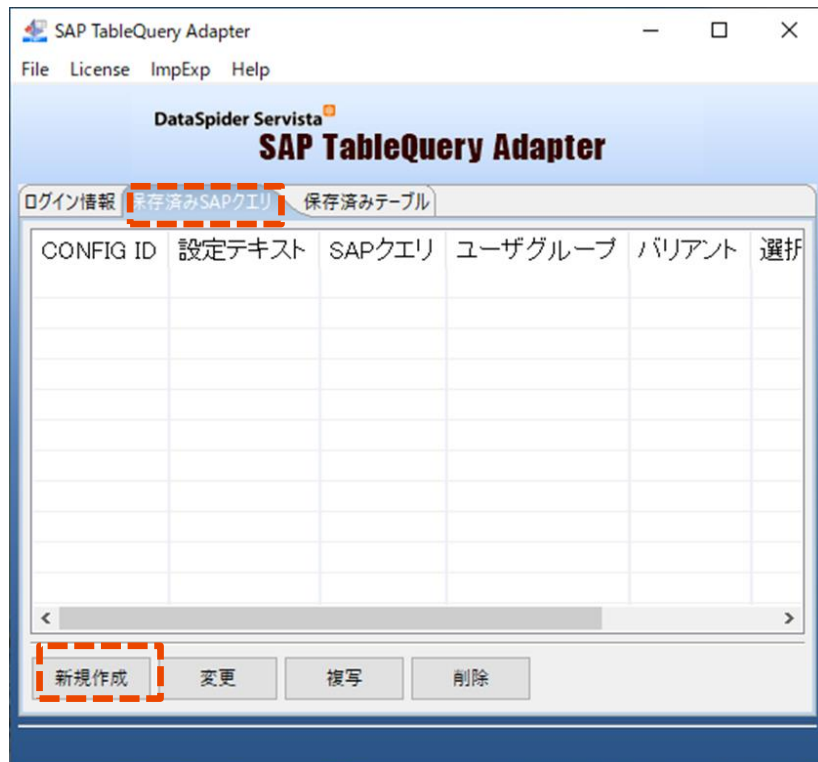 SAP TableQuery Adapter
File License ImpExp Help
DataSpider Servista
SAP TableQuery Adapter
ログイン情報 保存済みSAPクエリ 保存済みテーブル
CONFIG ID 設定テキスト SAPクエリ ユーザグループ バリアント 選択
新規作成 変更 複写 削除